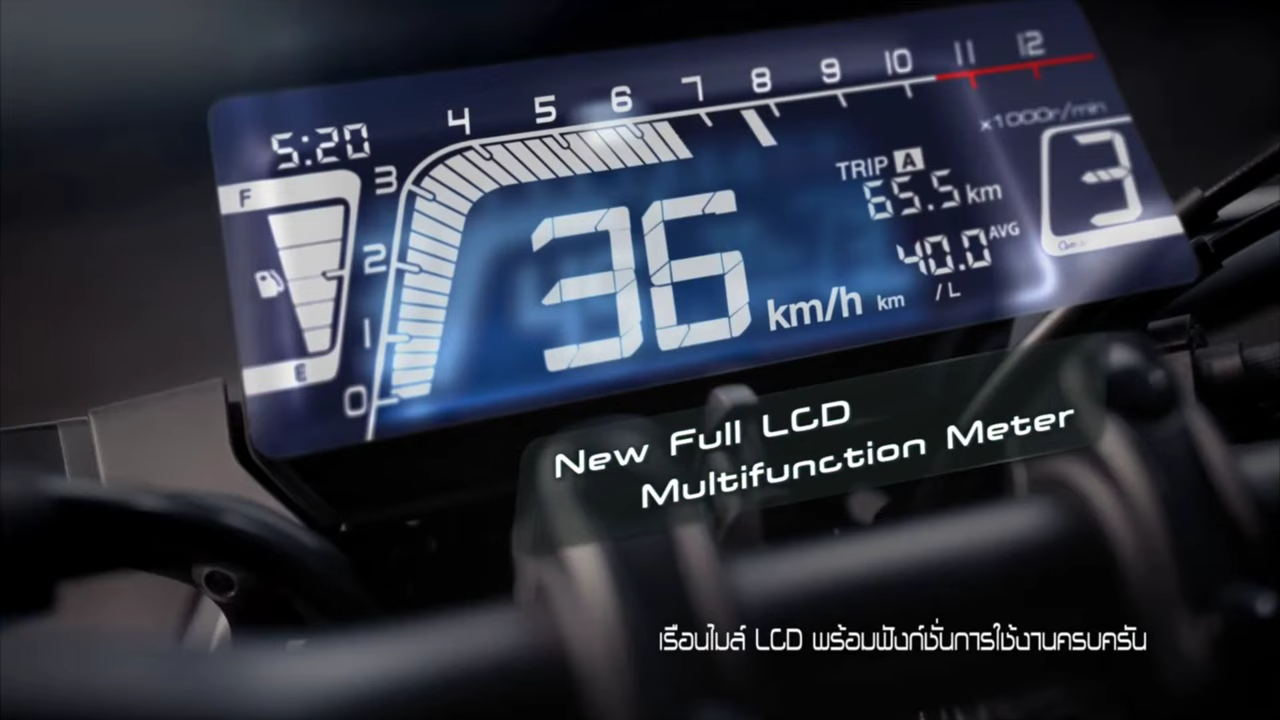 4 5 6 7 8 9 10 11 12
5:20
x1000r/min
F
3
TRIP A
3
65.5 km
2
36 km/h
40.0 AVG
km /L
1
E
0
New Full LCD
Multifunction Meter
เรือนไมล์ LCD พร้อมฟังก์ชั่นการใช้งานครบครัน